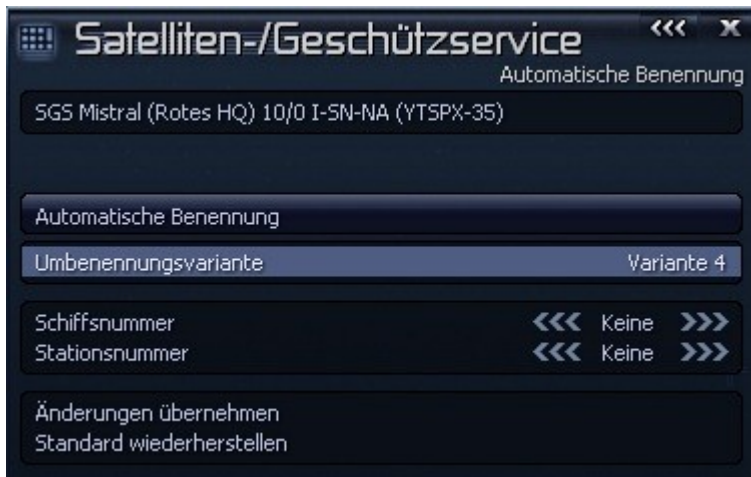 Satelliten-/Geschützservice
Automatische Benennung
SGS Mistral (Rotes HQ) 10/0 I-SN-NA (YTSPX-35)
Automatische Benennung
Umbenennungsvariante Variante 4
Schiffsnummer <<< Keine >>>
Stationsnummer <<< Keine >>>
Änderungen übernehmen
Standard wiederherstellen